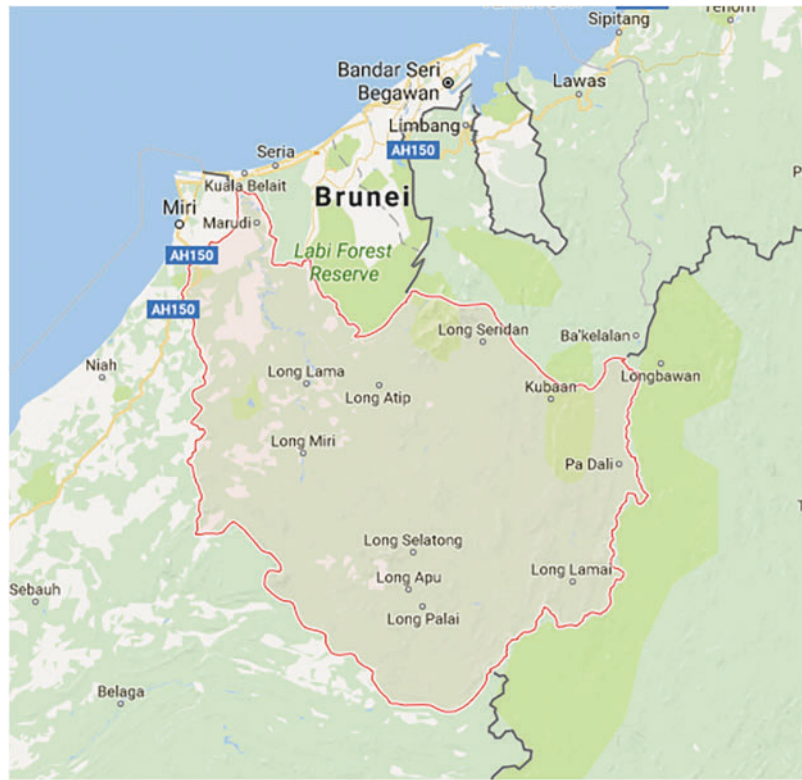 Sipitang
Bandar Seri
Begawan
Lawas
Limbang
AH150
Seria
Kuala Belait
Brunei
Miri
Marudi
AH150
Labi Forest
Reserve
AH150
Long Seridan
Ba'kelalan
Niah
Longbawan
Long Lama
Long Atip
Kubaan
Long Miri
Pa Dali
Long Selatong
Long Apu
Long Lamai
Sebauh
Long Palai
Belaga